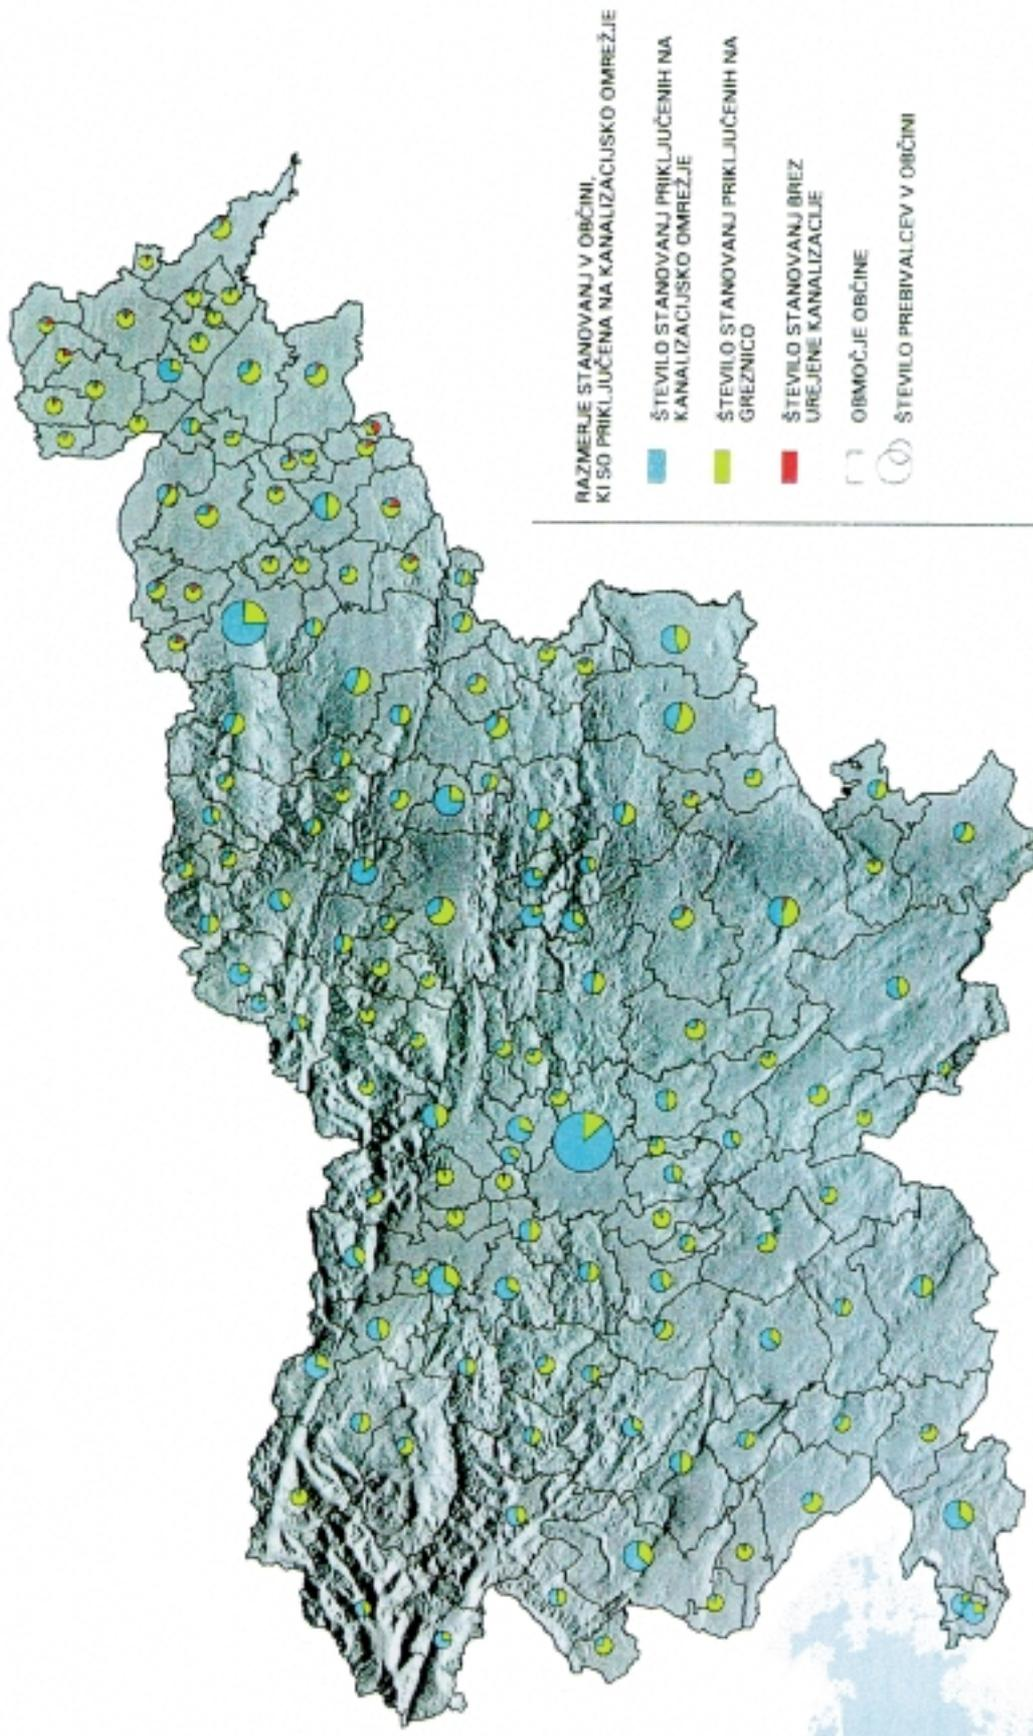 RAZMERJE STANOVANJ V OBČINI,
KI SO PRIKLJUČENA NA KANALIZACIJSKO OMREŽJE
ŠTEVILO STANOVANJ PRIKLJUČENIH NA
KANALIZACIJSKO OMREŽJE
ŠTEVILO STANOVANJ PRIKLJUČENIH NA
GREZNICO
ŠTEVILO STANOVANJ BREZ
UREJENE KANALIZACIJE
OBMOČJE OBČINE
ŠTEVILO PREBIVALCEV V OBČINI